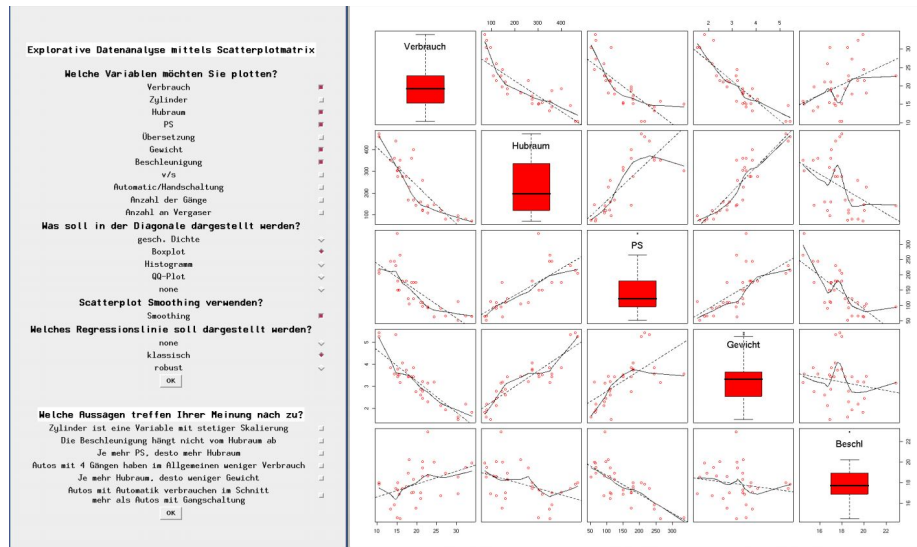 Explorative Datenanalyse mittels Scatterplotmatrix
Welche Variablen möchten Sie plotten?
Verbrauch
Zylinder
Hubraum
PS
Übersetzung
Gewicht
Beschleunigung
v/s
Automatic/Handschaltung
Anzahl der Gänge
Anzahl an Vergaser
Was soll in der Diagonale dargestellt werden?
gesch. Dichte
Boxplot
Histogramm
QQ-Plot
none
Scatterplot Smoothing verwenden?
Smoothing
Welches Regressionslinie soll dargestellt werden?
none
klassisch
robust
OK
Welche Aussagen treffen Ihrer Meinung nach zu?
Zylinder ist eine Variable mit stetiger Skalierung
Die Beschleunigung hängt nicht vom Hubraum ab
Je mehr PS, desto mehr Hubraum
Autos mit 4 Gängen haben im Allgemeinen weniger Verbrauch
Je mehr Hubraum, desto weniger Gewicht
Autos mit Automatik verbrauchen im Schnitt
mehr als Autos mit Gangschaltung
OK
100 200 300 400
2 3 4 5
Verbrauch
10 15 20 25 30
100 200 300 400
Hubraum
PS
50 100 150 200 250 300
2 3 4 5
Gewicht
Beschl
16 18 20 22
10 15 20 25 30
50 100 150 200 250 300
16 18 20 22